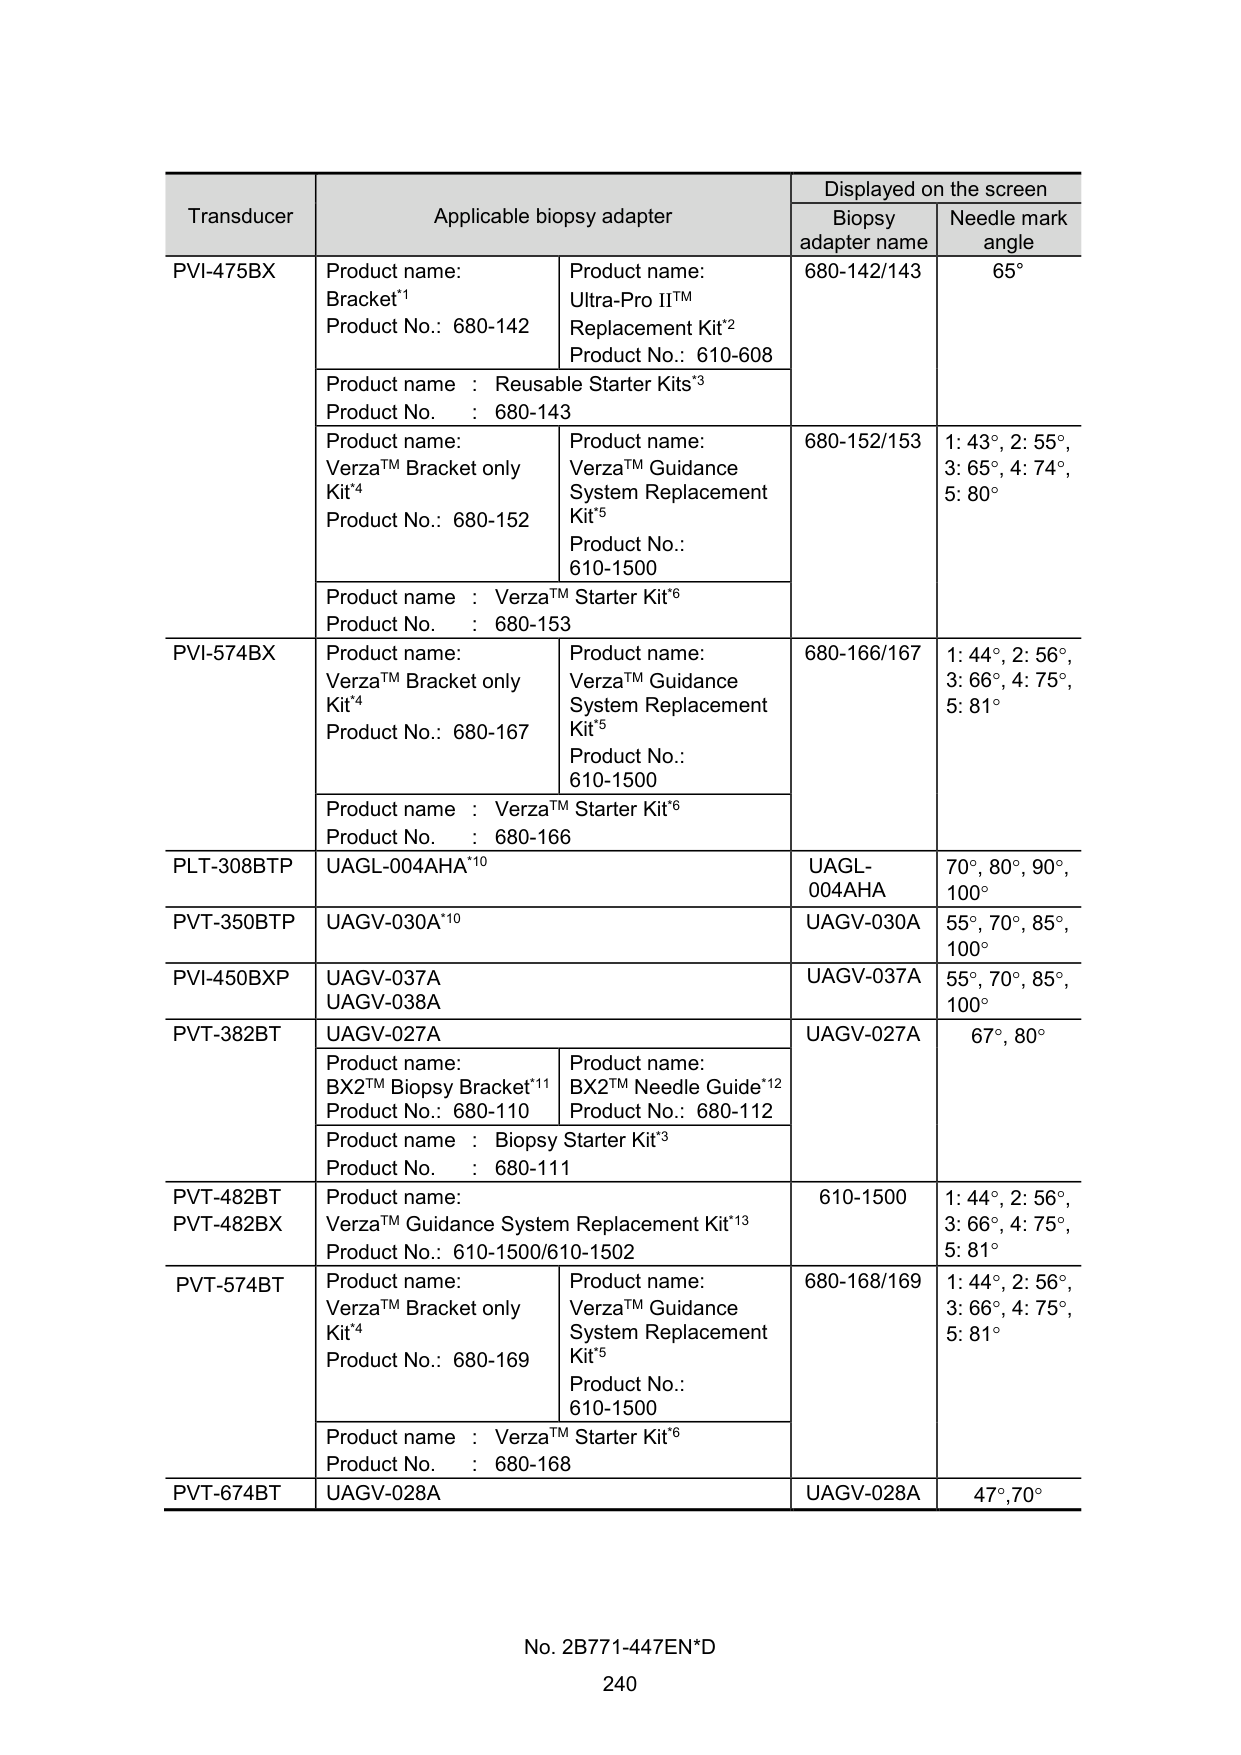 Transducer
Applicable biopsy adapter
Displayed on the screen
Biopsy
adapter name
Needle mark
angle
PVI-475BX
Product name:
Bracket*1
Product No.: 680-142
Product name:
Ultra-Pro II™
Replacement Kit*2
Product No.: 610-608
680-142/143
65°
Product name : Reusable Starter Kits*3
Product No. : 680-143
Product name:
Verza™ Bracket only
Kit*4
Product No.: 680-152
Product name:
Verza™ Guidance
System Replacement
Kit*5
Product No.:
610-1500
680-152/153
1: 43°, 2: 55°,
3: 65°, 4: 74°,
5: 80°
Product name : Verza™ Starter Kit*6
Product No. : 680-153
PVI-574BX
Product name:
Verza™ Bracket only
Kit*4
Product No.: 680-167
Product name:
Verza™ Guidance
System Replacement
Kit*5
Product No.:
610-1500
680-166/167
1: 44°, 2: 56°,
3: 66°, 4: 75°,
5: 81°
Product name : Verza™ Starter Kit*6
Product No. : 680-166
PLT-308BTP
UAGL-004AHA*10
UAGL-
004AHA
70°, 80°, 90°,
100°
PVT-350BTP
UAGV-030A*10
UAGV-030A
55°, 70°, 85°,
100°
PVI-450BXP
UAGV-037A
UAGV-038A
UAGV-037A
55°, 70°, 85°,
100°
PVT-382BT
UAGV-027A
UAGV-027A
67°, 80°
Product name:
BX2™ Biopsy Bracket*11
Product No.: 680-110
Product name:
BX2™ Needle Guide*12
Product No.: 680-112
Product name : Biopsy Starter Kit*3
Product No. : 680-111
PVT-482BT
PVT-482BX
Product name:
Verza™ Guidance System Replacement Kit*13
Product No.: 610-1500/610-1502
610-1500
1: 44°, 2: 56°,
3: 66°, 4: 75°,
5: 81°
PVT-574BT
Product name:
Verza™ Bracket only
Kit*4
Product No.: 680-169
Product name:
Verza™ Guidance
System Replacement
Kit*5
Product No.:
610-1500
680-168/169
1: 44°, 2: 56°,
3: 66°, 4: 75°,
5: 81°
Product name : Verza™ Starter Kit*6
Product No. : 680-168
PVT-674BT
UAGV-028A
UAGV-028A
47°,70°
No. 2B771-447EN*D
240